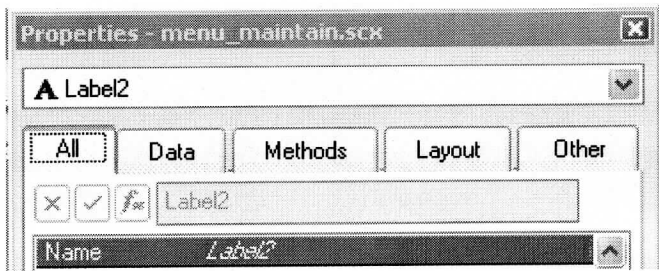 Properties - menu_maintain.scx
Label2
All Data Methods Layout Other
Label2
Name Label2